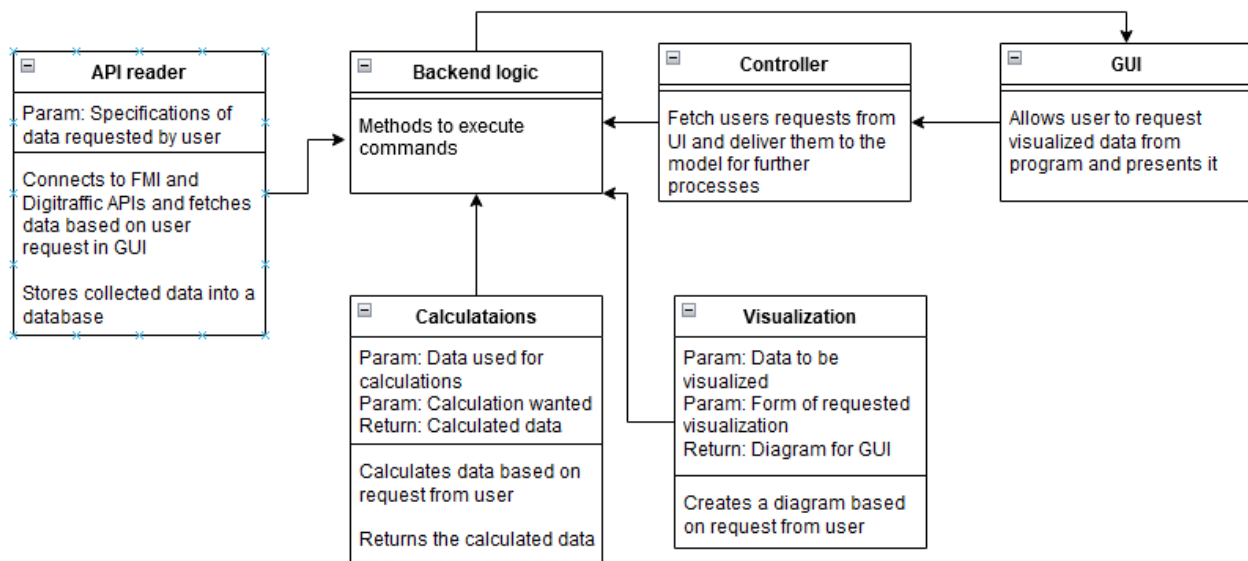 API reader
Param: Specifications of
data requested by user
Connects to FMI and
Digitraffic APIs and fetches
data based on user
request in GUI
Stores collected data into a
database
Backend logic
Methods to execute
commands
Controller
Fetch users requests from
UI and deliver them to the
model for further
processes
GUI
Allows user to request
visualized data from
program and presents it
Calculataions
Param: Data used for
calculations
Param: Calculation wanted
Return: Calculated data
Calculates data based on
request from user
Returns the calculated data
Visualization
Param: Data to be
visualized
Param: Form of requested
visualization
Return: Diagram for GUI
Creates a diagram based
on request from user